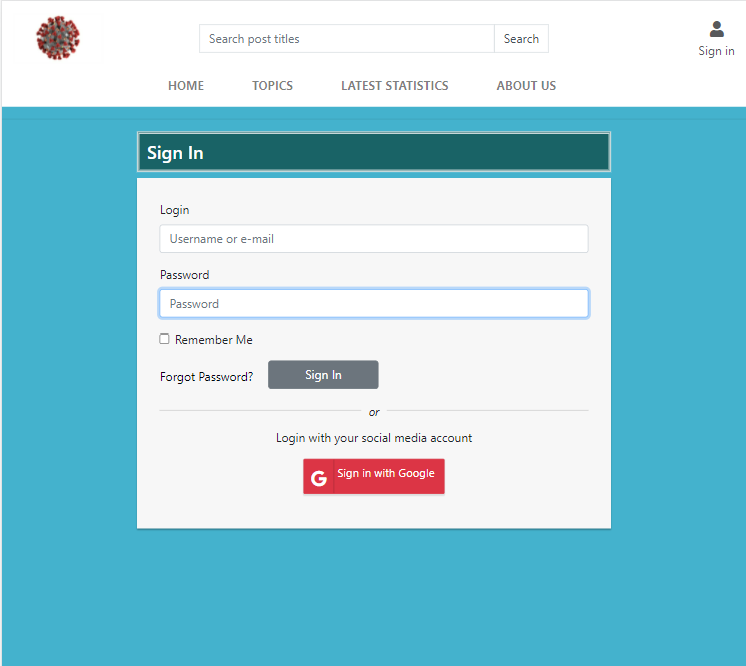 Search post titles Search
Sign in
HOME TOPICS LATEST STATISTICS ABOUT US
Sign In
Login
Username or e-mail
Password
Password
Remember Me
Forgot Password? Sign In
or
Login with your social media account
G Sign in with Google